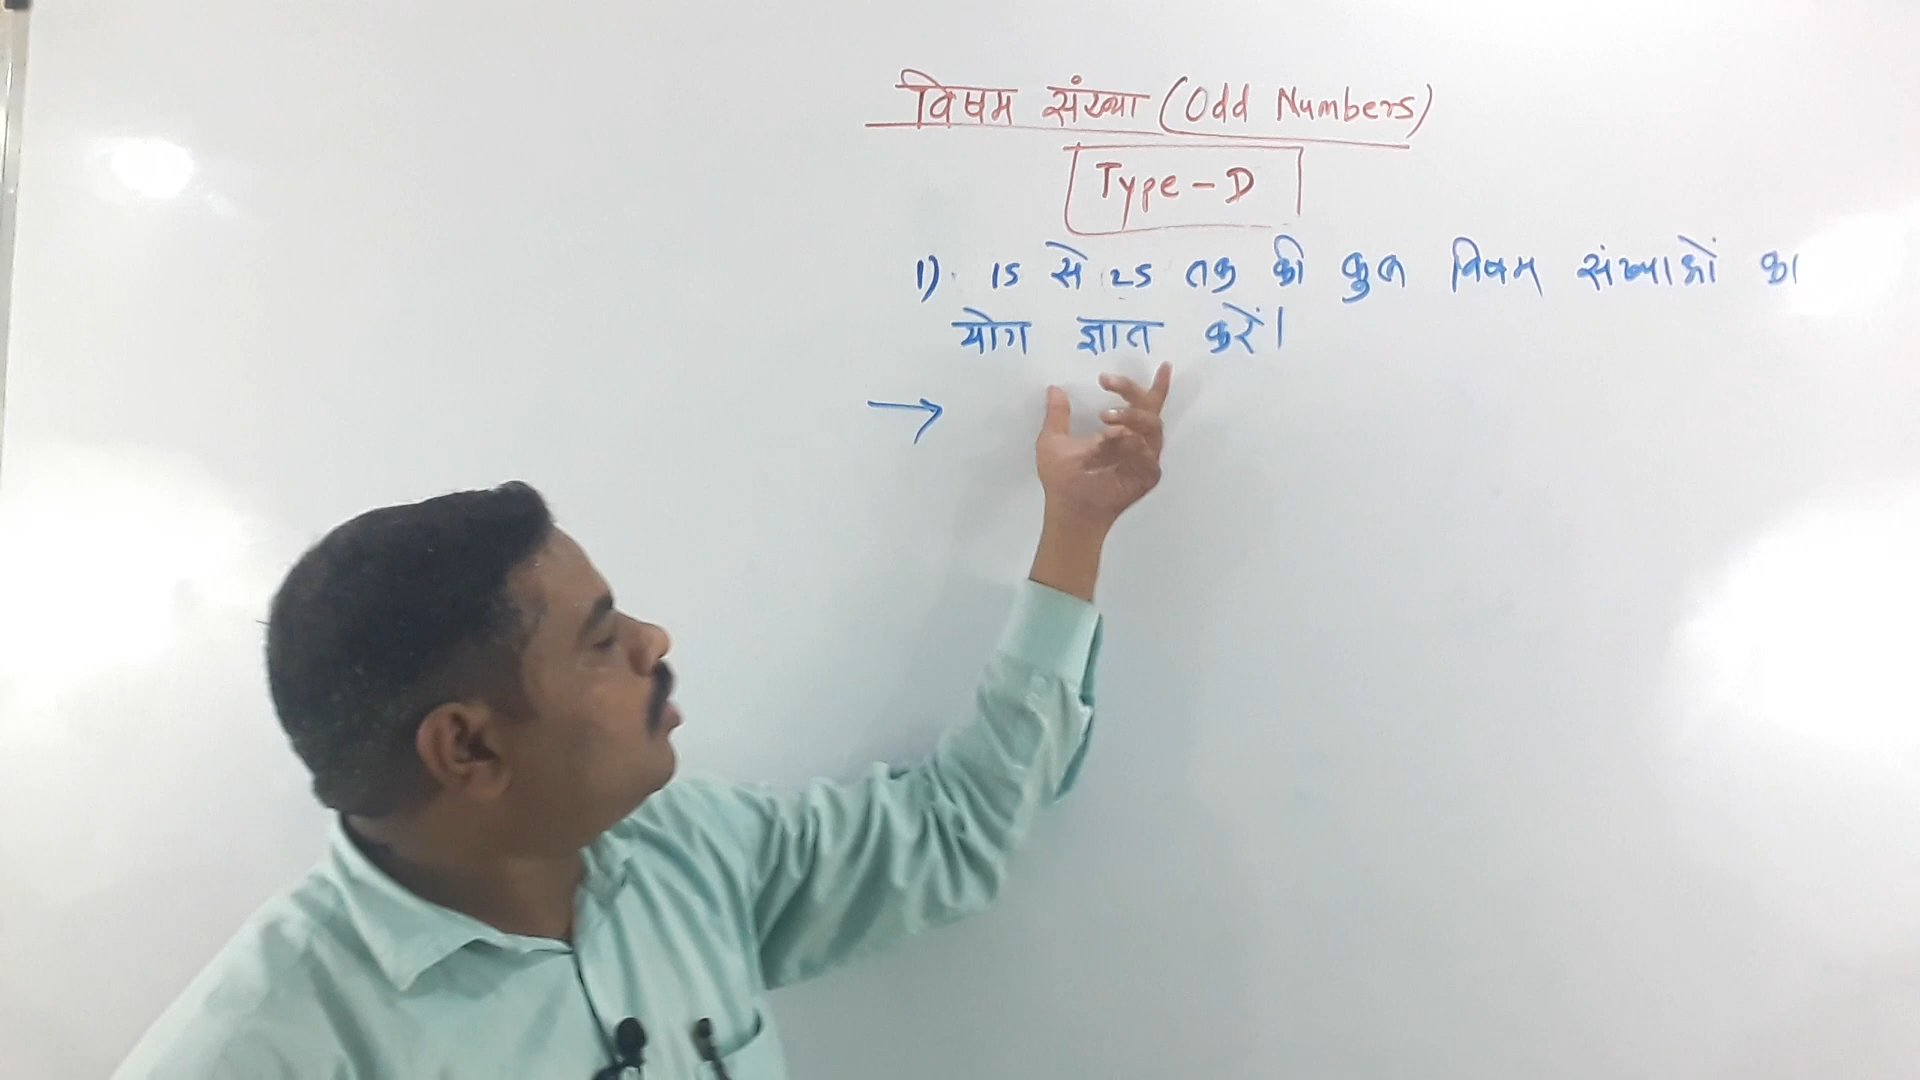 विषम संख्या (Odd Numbers)
Type-D
1) 15 से 25 तक की कुल विषम संख्याओं का
योग ज्ञात करें।
→